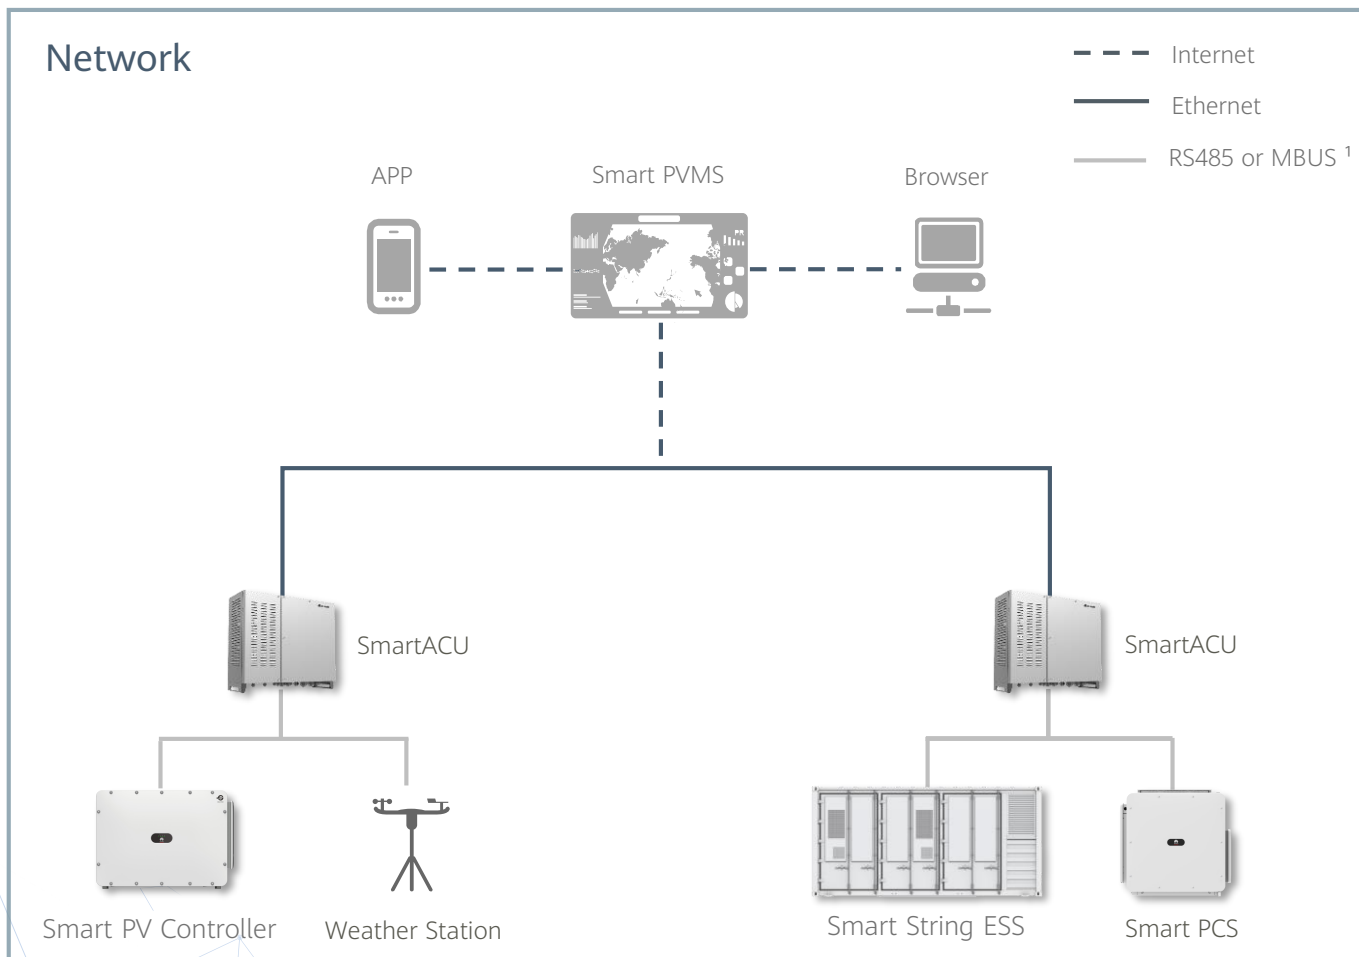 Network
Internet
Ethernet
RS485 or MBUS ¹
APP
Smart PVMS
Browser
SmartACU
SmartACU
Smart PV Controller
Weather Station
Smart String ESS
Smart PCS